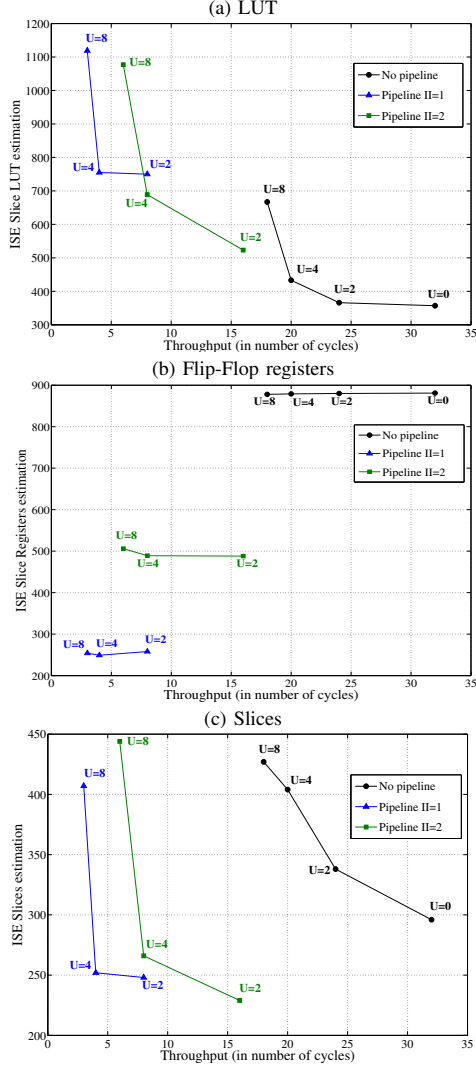 (a) LUT
ISE Slice LUT estimation
1100
1000
900
800
700
600
500
400
300
1200
U=8
U=4
U=2
U=8
U=4
U=2
U=8
U=4
U=2
U=0
No pipeline
Pipeline II=1
Pipeline II=2
0
5
10
15
20
25
30
35
Throughput (in number of cycles)
(b) Flip-Flop registers
ISE Slice Registers estimation
900
800
700
600
500
400
300
200
U=8
U=4
U=2
U=0
No pipeline
Pipeline II=1
Pipeline II=2
U=8
U=4
U=2
U=8
U=4
U=2
0
5
10
15
20
25
30
35
Throughput (in number of cycles)
(c) Slices
ISE Slices estimation
450
400
350
300
250
200
U=8
U=4
U=2
U=8
U=4
U=2
U=8
U=4
U=2
U=0
No pipeline
Pipeline II=1
Pipeline II=2
0
5
10
15
20
25
30
35
Throughput (in number of cycles)